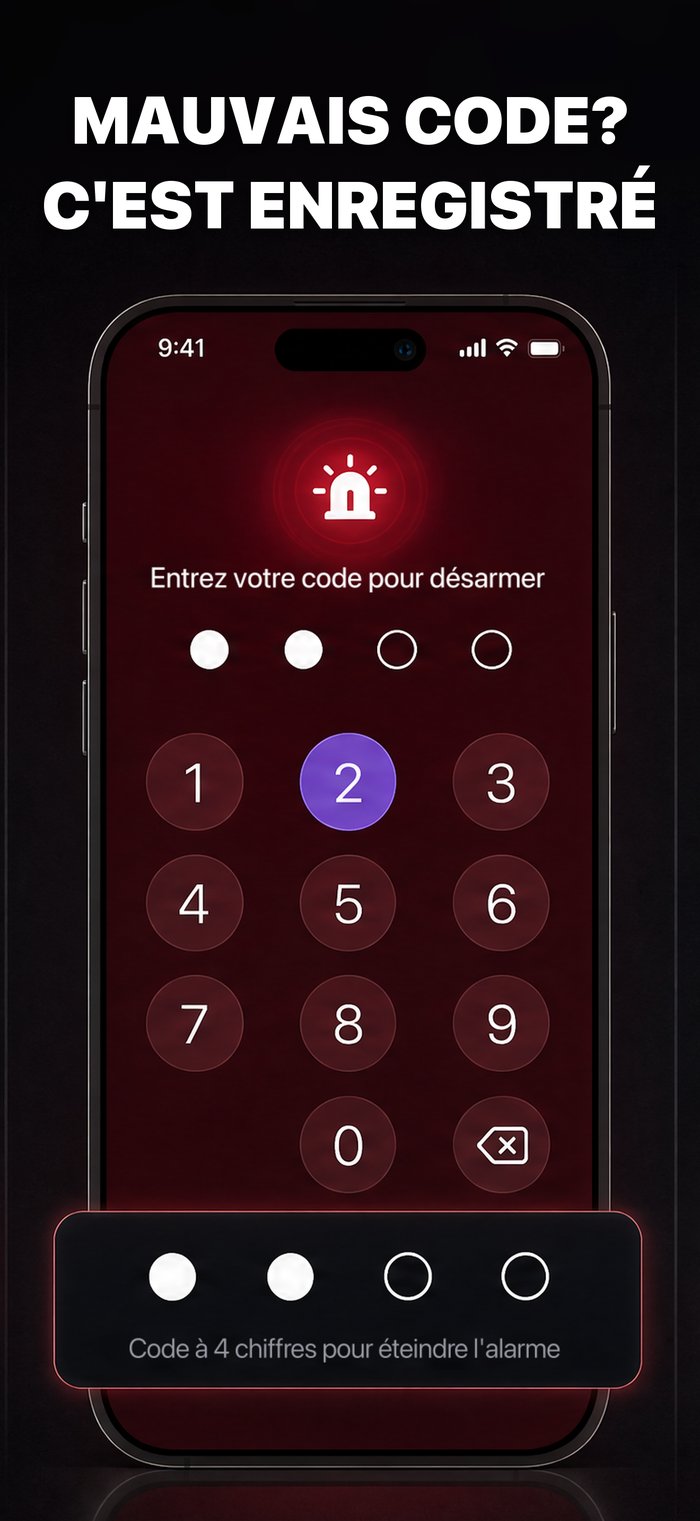 MAUVAIS CODE?
C'EST ENREGISTRÉ
9:41
Entrez votre code pour désarmer
1 2 3
4 5 6
7 8 9
0
Code à 4 chiffres pour éteindre l'alarme